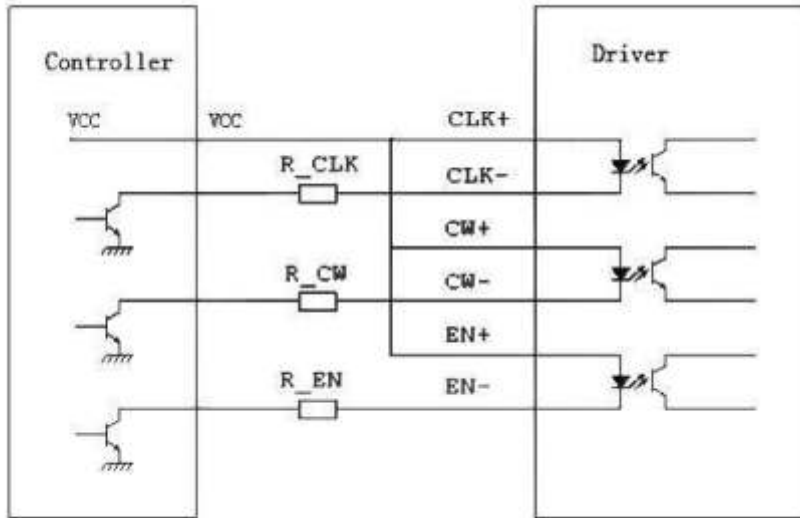 Controller
Driver
VCC
VCC
CLK+
R_CLK
CLK-
CW+
R_CW
CW-
EN+
R_EN
EN-